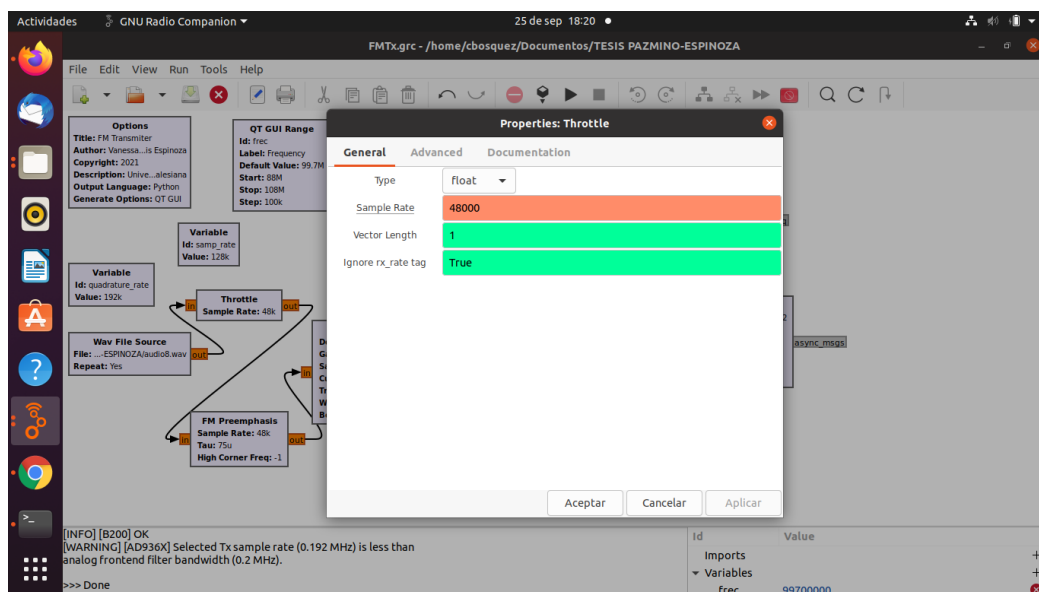 Actividades
GNU Radio Companion
25 de sep 18:20
FMTx.grc - /home/cbosquez/Documentos/TESIS PAZMINO-ESPINOZA
File Edit View Run Tools Help
Options
Title: FM Transmiter
Author: Vanessa...is Espinoza
Copyright: 2021
Description: Unive...alesiana
Output Language: Python
Generate Options: QT GUI
QT GUI Range
Id: frec
Label: Frequency
Default Value: 99.7M
Start: 88M
Stop: 108M
Step: 100k
Variable
Id: samp_rate
Value: 128k
Variable
Id: quadrature_rate
Value: 192k
in
Throttle
Sample Rate: 48k
out
Wav File Source
File: ...-ESPINOZA/audio8.wav
Repeat: Yes
out
in
FM Preemphasis
Sample Rate: 48k
Tau: 75u
High Corner Freq: -1
in
out
Properties: Throttle
General Advanced Documentation
Type float
Sample Rate 48000
Vector Length 1
Ignore rx_rate tag True
Aceptar Cancelar Aplicar
async_msgs
[INFO] [B200] OK
[WARNING] [AD936X] Selected Tx sample rate (0.192 MHz) is less than
analog frontend filter bandwidth (0.2 MHz).
>>> Done
Id Value
Imports
Variables
frec 99700000